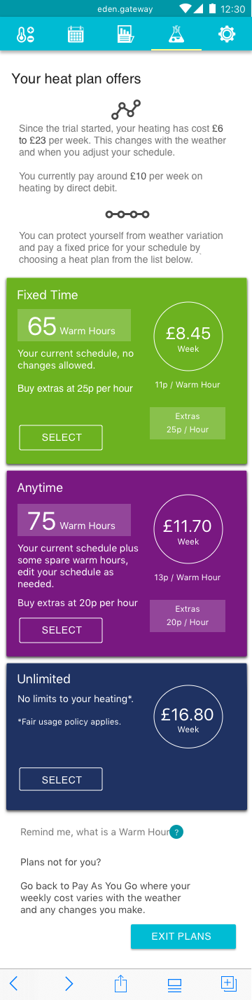 eden.gateway
12:30
Your heat plan offers
Since the trial started, your heating has cost £6
to £23 per week. This changes with the weather
and when you adjust your schedule.
You currently pay around £10 per week on
heating by direct debit.
You can protect yourself from weather variation
and pay a fixed price for your schedule by
choosing a heat plan from the list below.
Fixed Time
65 Warm Hours
Your current schedule, no
changes allowed.
Buy extras at 25p per hour
SELECT
£8.45
Week
11p / Warm Hour
Extras
25p / Hour
Anytime
75 Warm Hours
Your current schedule plus
some spare warm hours,
edit your schedule as
needed.
Buy extras at 20p per hour
SELECT
£11.70
Week
13p / Warm Hour
Extras
20p / Hour
Unlimited
No limits to your heating*.
*Fair usage policy applies.
SELECT
£16.80
Week
Remind me, what is a Warm Hour ?
Plans not for you?
Go back to Pay As You Go where your
weekly cost varies with the weather
and any changes you make.
EXIT PLANS